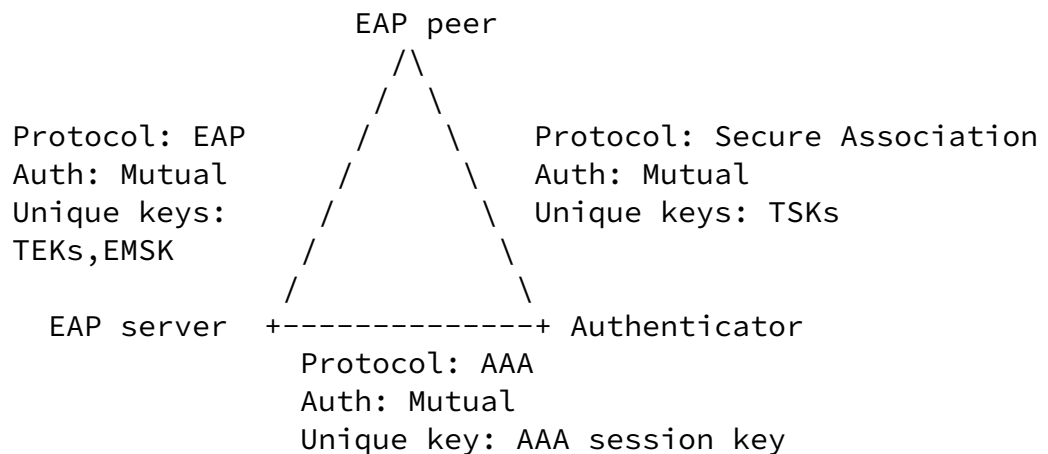 EAP peer
Protocol: EAP
Auth: Mutual
Unique keys:
TEKs,EMSK
Protocol: Secure Association
Auth: Mutual
Unique keys: TSKs
EAP server +--------------+ Authenticator
Protocol: AAA
Auth: Mutual
Unique key: AAA session key